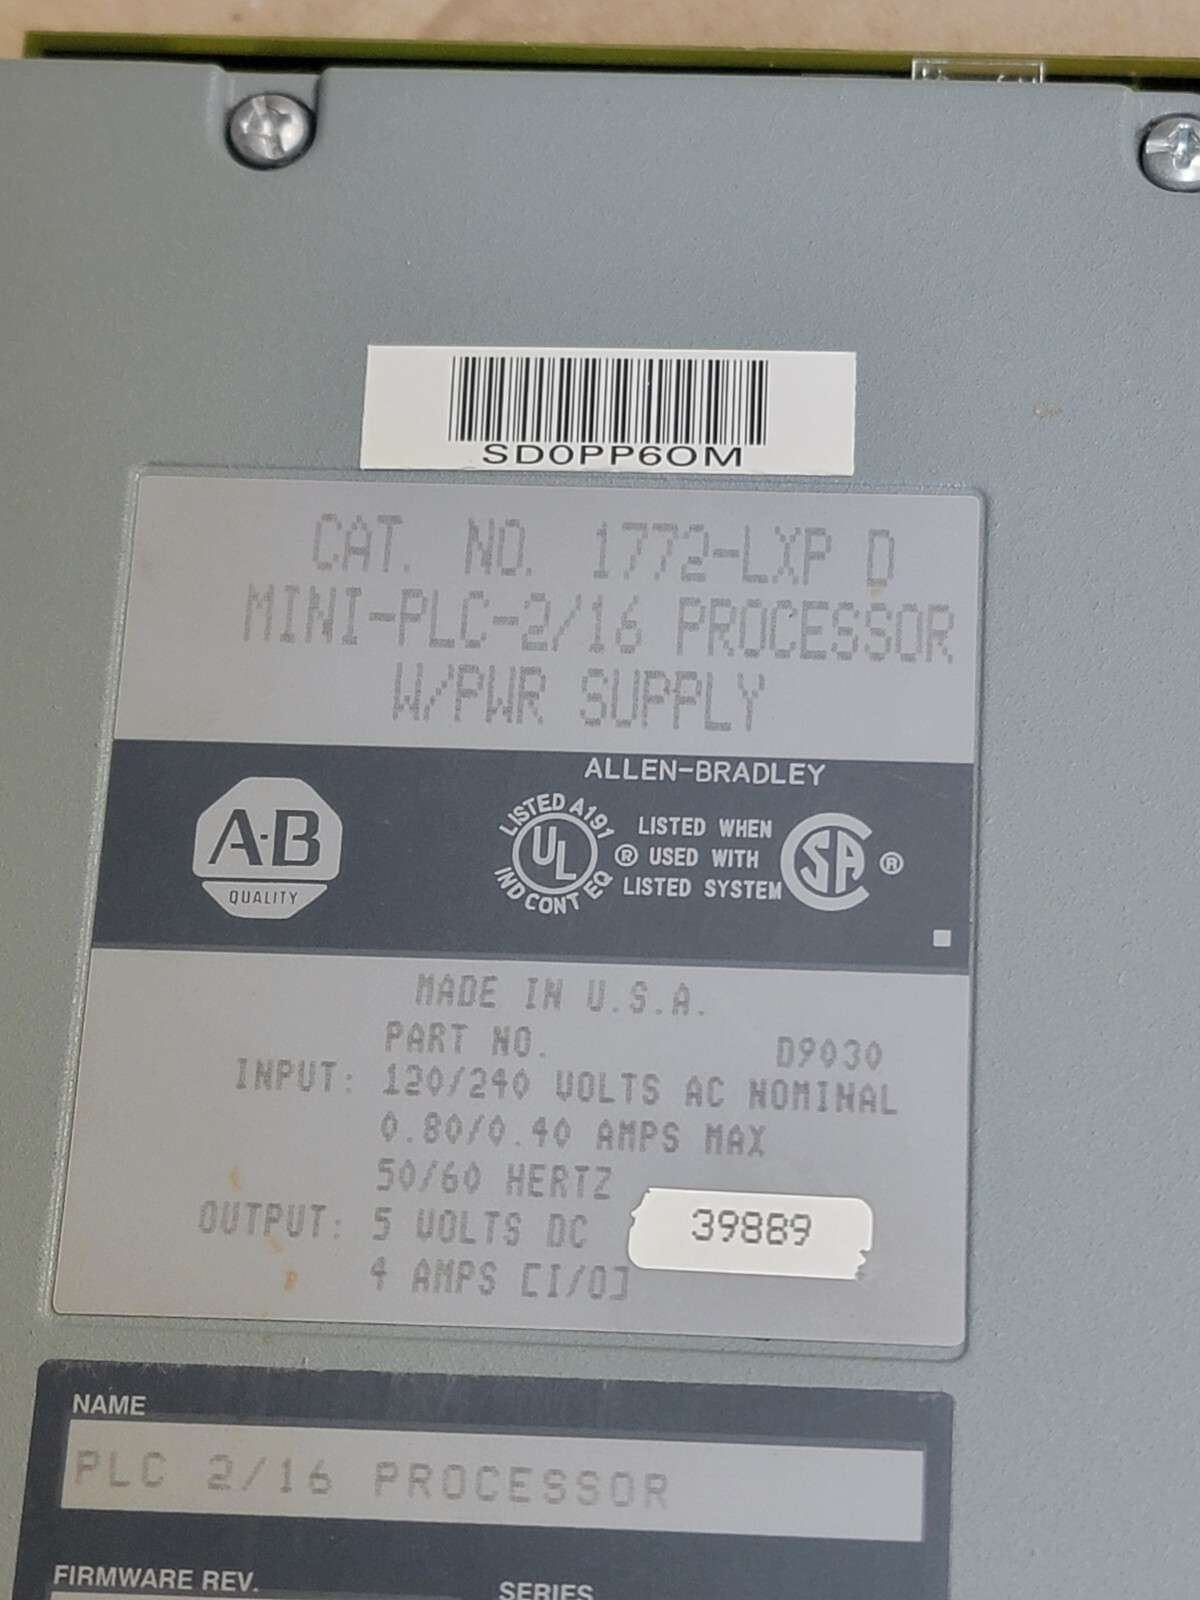 SD0PP6OM
CAT. NO. 1772-LXP D
MINI-PLC-2/16 PROCESSOR
W/PWR SUPPLY
ALLEN-BRADLEY
A-B
QUALITY
LISTED A191
UL
IND CONT EQ
®
LISTED WHEN
USED WITH
LISTED SYSTEM
SA ®
MADE IN U.S.A.
PART NO. D9030
INPUT: 120/240 VOLTS AC NOMINAL
0.80/0.40 AMPS MAX
50/60 HERTZ
OUTPUT: 5 VOLTS DC
39889
4 AMPS [I/O]
NAME
PLC 2/16 PROCESSOR
FIRMWARE REV. SERIES